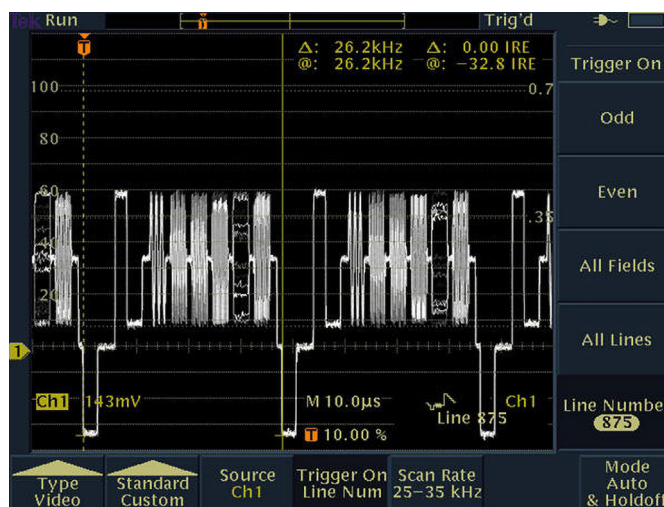 Tek Run Trig'd
Δ: 26.2kHz Δ: 0.00 IRE
@: 26.2kHz @: -32.8 IRE
T
100
0.7
80
60
.35
40
20
1
Ch1 143mV
M 10.0µs
Ch1
Line 875
T 10.00 %
Trigger On
Odd
Even
All Fields
All Lines
Line Numbe
875
Type
Video
Standard
Custom
Source
Ch1
Trigger On
Line Num
Scan Rate
25-35 kHz
Mode
Auto
& Holdoff